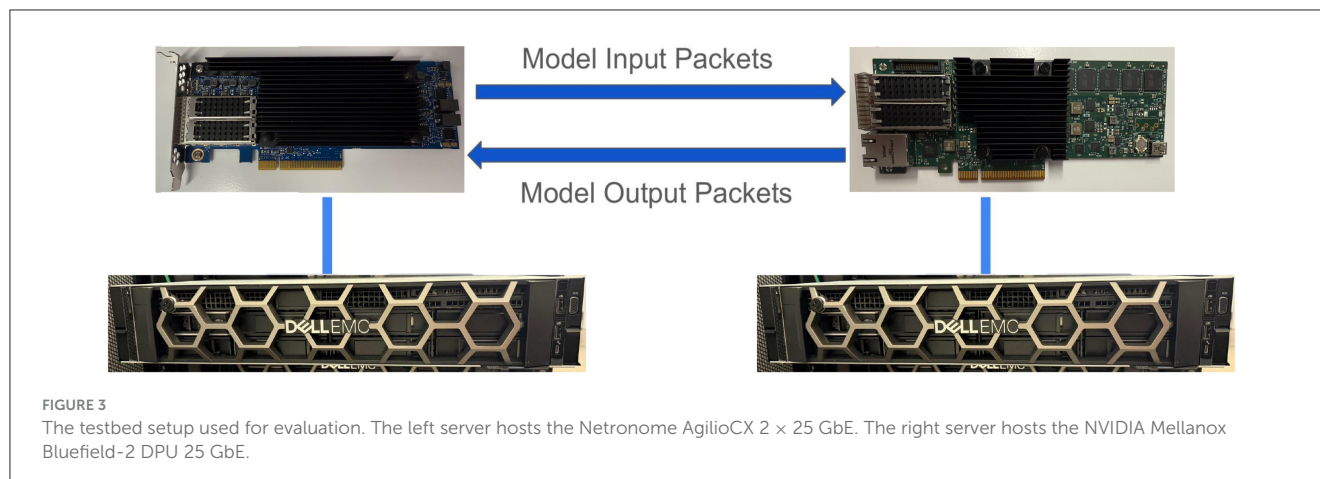 Model Input Packets
Model Output Packets
DELLEMC
DELLEMC
FIGURE 3
The testbed setup used for evaluation. The left server hosts the Netronome AgilioCX 2 × 25 GbE. The right server hosts the NVIDIA Mellanox
Bluefield-2 DPU 25 GbE.